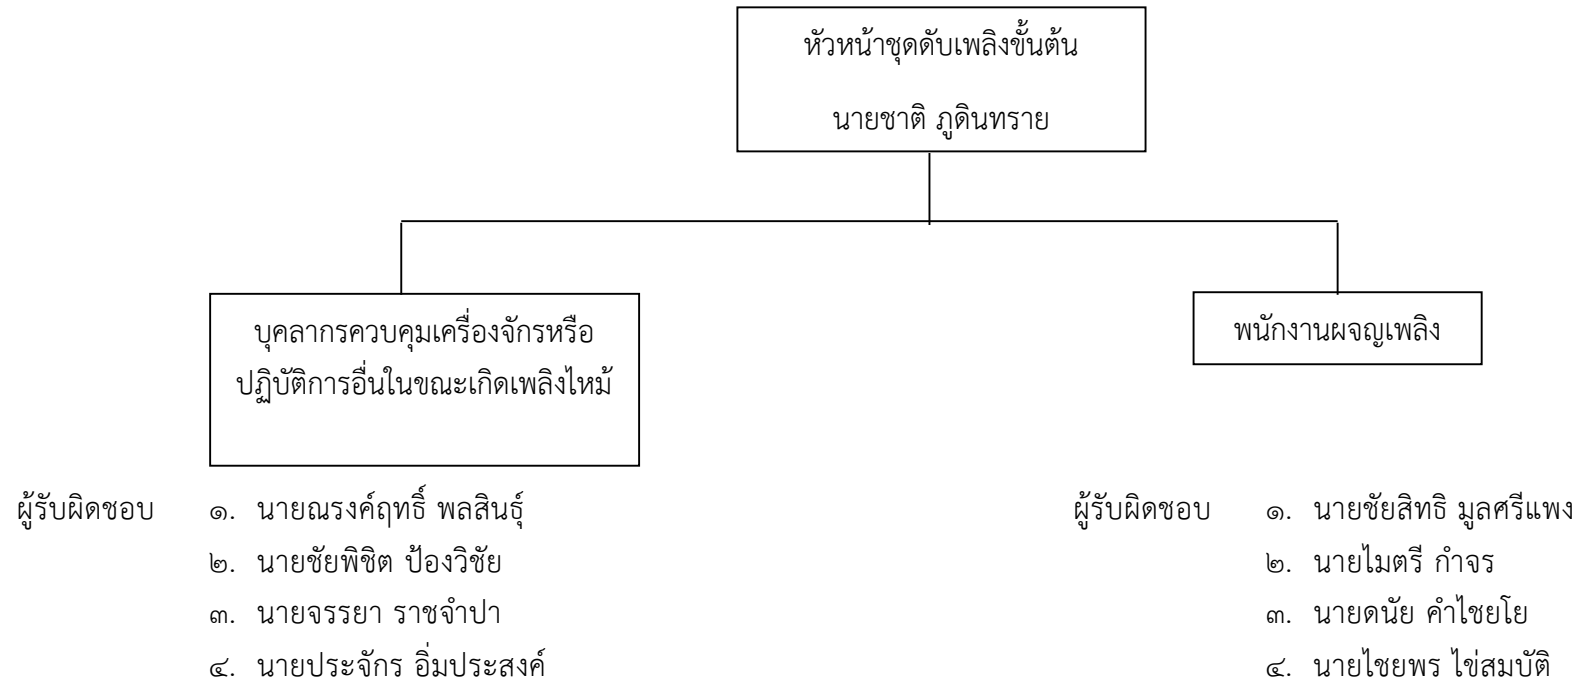 หัวหน้าชุดดับเพลิงขั้นต้น
นายชาติ ภูดินทราย
บุคลากรควบคุมเครื่องจักรหรือ
ปฏิบัติการอื่นในขณะเกิดเพลิงไหม้
พนักงานผจญเพลิง
ผู้รับผิดชอบ ๑. นายณรงค์ฤทธิ์ พลสินธุ์
๒. นายชัยพิชิต ป้องวิชัย
๓. นายจรรยา ราชจำปา
๔. นายประจักร อิ่มประสงค์
ผู้รับผิดชอบ ๑. นายชัยสิทธิ มูลศรีแพง
๒. นายไมตรี กำจร
๓. นายดนัย คำไชยโย
๔. นายไชยพร ไข่สมบัติ